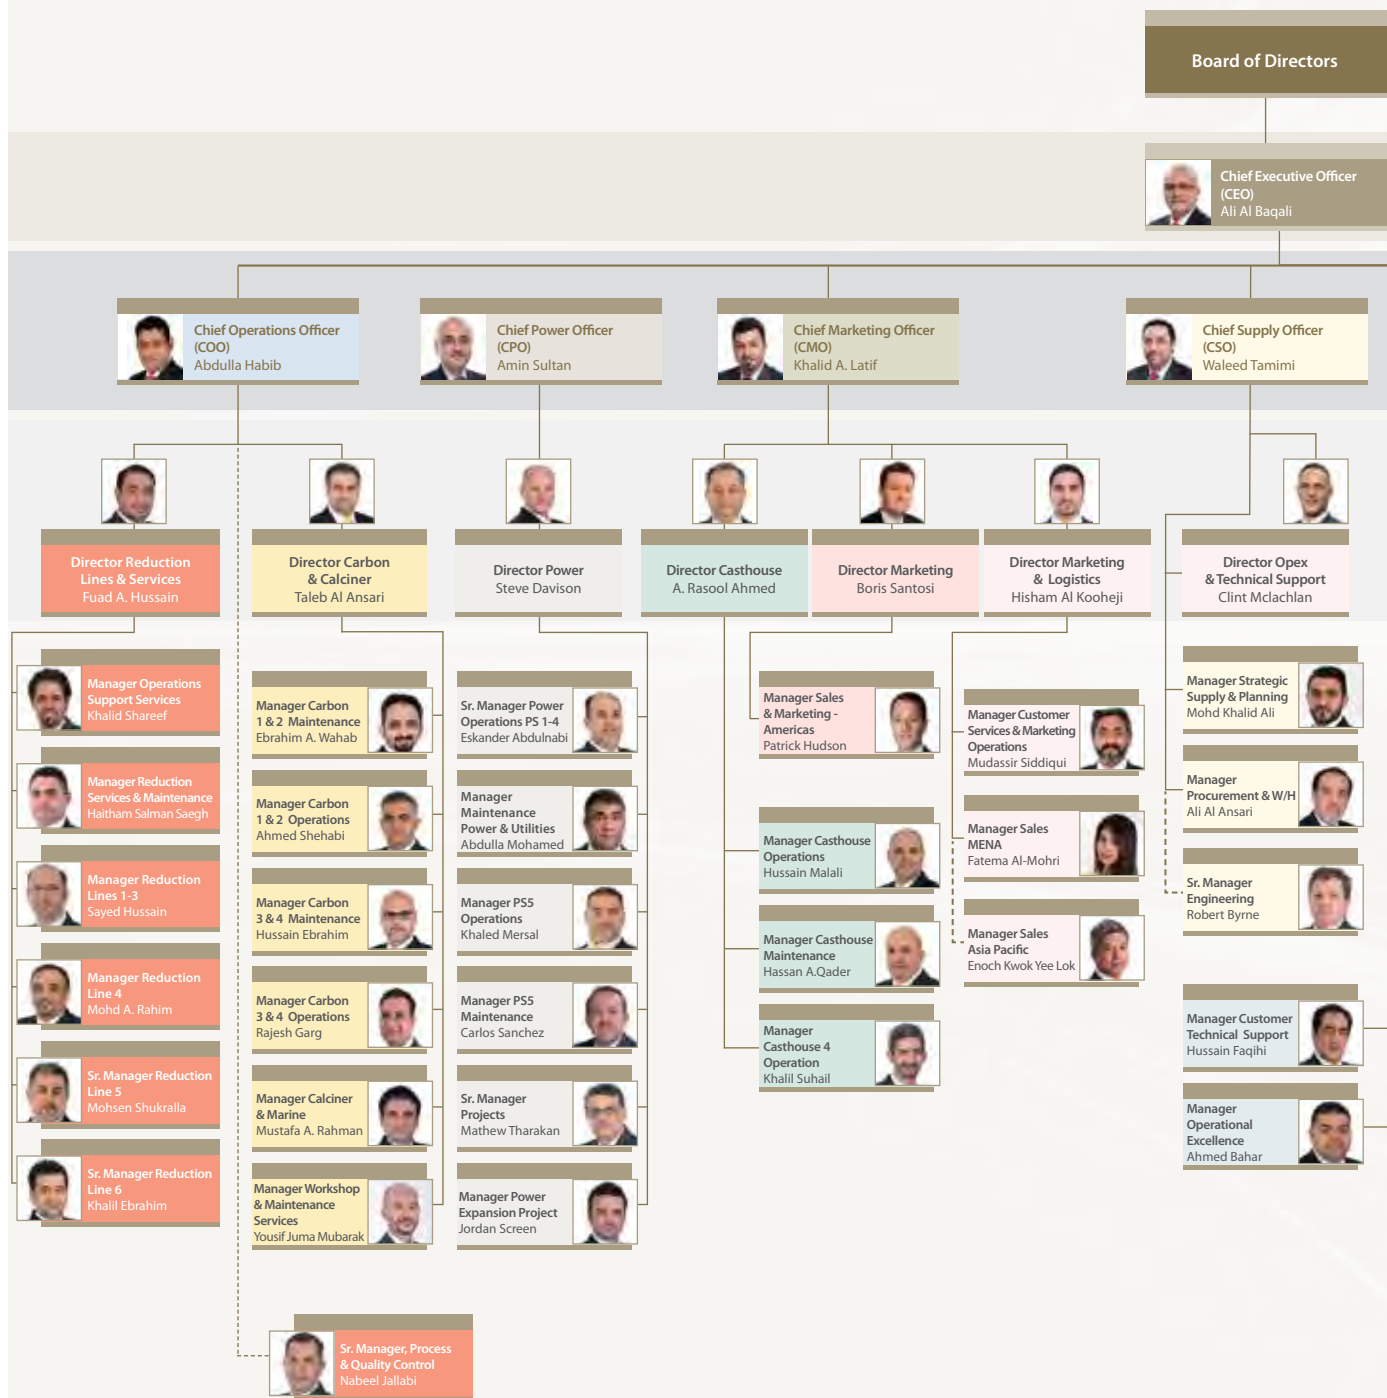 Board of Directors
Chief Executive Officer
(CEO)
Ali Al Baqali
Chief Operations Officer
(COO)
Abdulla Habib
Chief Power Officer
(CPO)
Amin Sultan
Chief Marketing Officer
(CMO)
Khalid A. Latif
Chief Supply Officer
(CSO)
Waleed Tamimi
Director Reduction
Lines & Services
Fuad A. Hussain
Director Carbon
& Calciner
Taleb Al Ansari
Director Power
Steve Davison
Director Casthouse
A. Rasool Ahmed
Director Marketing
Boris Santosi
Director Marketing
& Logistics
Hisham Al Kooheji
Director Opex
& Technical Support
Clint Mclachlan
Manager Operations
Support Services
Khalid Shareef
Manager Reduction
Services & Maintenance
Haitham Salman Saegh
Manager Reduction
Lines 1-3
Sayed Hussain
Manager Reduction
Line 4
Mohd A. Rahim
Sr. Manager Reduction
Line 5
Mohsen Shukralla
Sr. Manager Reduction
Line 6
Khalil Ebrahim
Manager Carbon
1 & 2 Maintenance
Ebrahim A. Wahab
Manager Carbon
1 & 2 Operations
Ahmed Shehabi
Manager Carbon
3 & 4 Maintenance
Hussain Ebrahim
Manager Carbon
3 & 4 Operations
Rajesh Garg
Manager Calciner
& Marine
Mustafa A. Rahman
Manager Workshop
& Maintenance
Services
Yousif Juma Mubarak
Sr. Manager Power
Operations PS 1-4
Eskander Abdulnabi
Manager
Maintenance
Power & Utilities
Abdulla Mohamed
Manager PS5
Operations
Khaled Mersal
Manager PS5
Maintenance
Carlos Sanchez
Sr. Manager
Projects
Mathew Tharakan
Manager Power
Expansion Project
Jordan Screen
Manager Sales
& Marketing -
Americas
Patrick Hudson
Manager Casthouse
Operations
Hussain Malali
Manager Casthouse
Maintenance
Hassan A.Qader
Manager
Casthouse 4
Operation
Khalil Suhail
Manager Customer
Services & Marketing
Operations
Mudassir Siddiqui
Manager Sales
MENA
Fatema Al-Mohri
Manager Sales
Asia Pacific
Enoch Kwok Yee Lok
Manager Strategic
Supply & Planning
Mohd Khalid Ali
Manager
Procurement & W/H
Ali Al Ansari
Sr. Manager
Engineering
Robert Byrne
Manager Customer
Technical Support
Hussain Faqihi
Manager
Operational
Excellence
Ahmed Bahar
Sr. Manager, Process
& Quality Control
Nabeel Jallabi